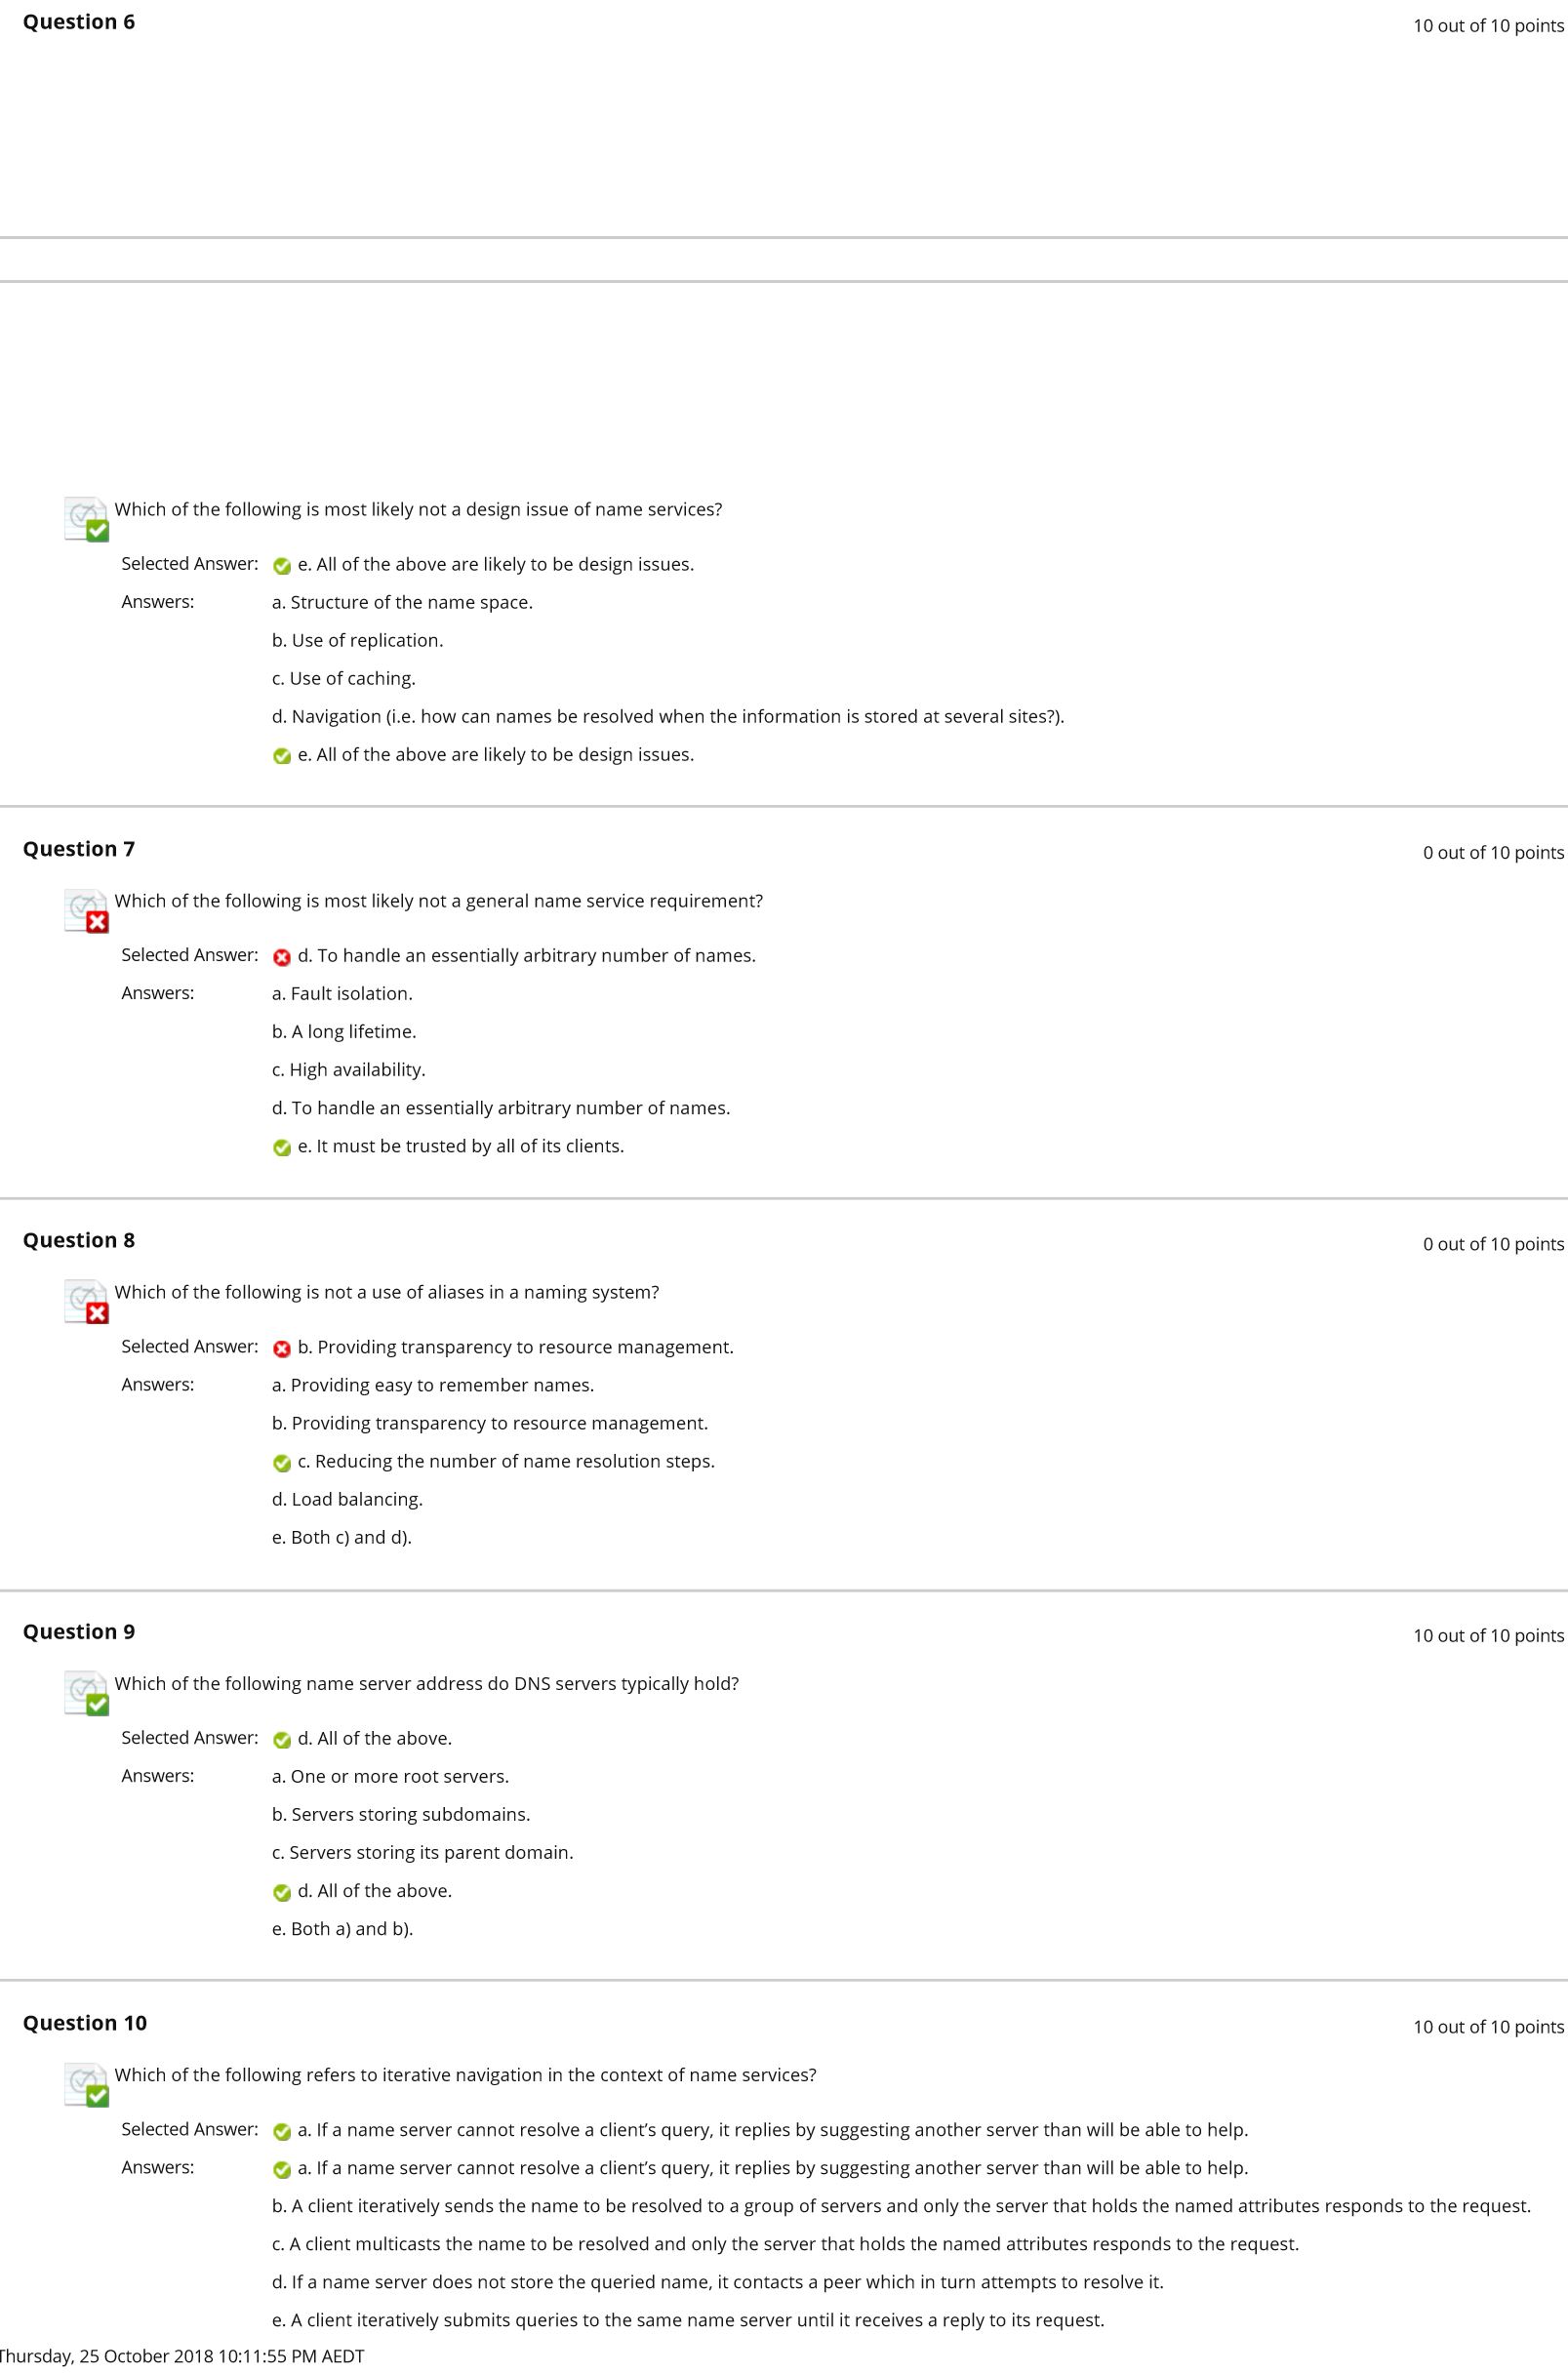 Question 6
10 out of 10 points
Which of the following is most likely not a design issue of name services?
Selected Answer: e. All of the above are likely to be design issues.
Answers: a. Structure of the name space.
b. Use of replication.
c. Use of caching.
d. Navigation (i.e. how can names be resolved when the information is stored at several sites?).
e. All of the above are likely to be design issues.
Question 7
0 out of 10 points
Which of the following is most likely not a general name service requirement?
Selected Answer: d. To handle an essentially arbitrary number of names.
Answers: a. Fault isolation.
b. A long lifetime.
c. High availability.
d. To handle an essentially arbitrary number of names.
e. It must be trusted by all of its clients.
Question 8
0 out of 10 points
Which of the following is not a use of aliases in a naming system?
Selected Answer: b. Providing transparency to resource management.
Answers: a. Providing easy to remember names.
b. Providing transparency to resource management.
c. Reducing the number of name resolution steps.
d. Load balancing.
e. Both c) and d).
Question 9
10 out of 10 points
Which of the following name server address do DNS servers typically hold?
Selected Answer: d. All of the above.
Answers: a. One or more root servers.
b. Servers storing subdomains.
c. Servers storing its parent domain.
d. All of the above.
e. Both a) and b).
Question 10
10 out of 10 points
Which of the following refers to iterative navigation in the context of name services?
Selected Answer: a. If a name server cannot resolve a client’s query, it replies by suggesting another server than will be able to help.
Answers: a. If a name server cannot resolve a client’s query, it replies by suggesting another server than will be able to help.
b. A client iteratively sends the name to be resolved to a group of servers and only the server that holds the named attributes responds to the request.
c. A client multicasts the name to be resolved and only the server that holds the named attributes responds to the request.
d. If a name server does not store the queried name, it contacts a peer which in turn attempts to resolve it.
e. A client iteratively submits queries to the same name server until it receives a reply to its request.
Thursday, 25 October 2018 10:11:55 PM AEDT